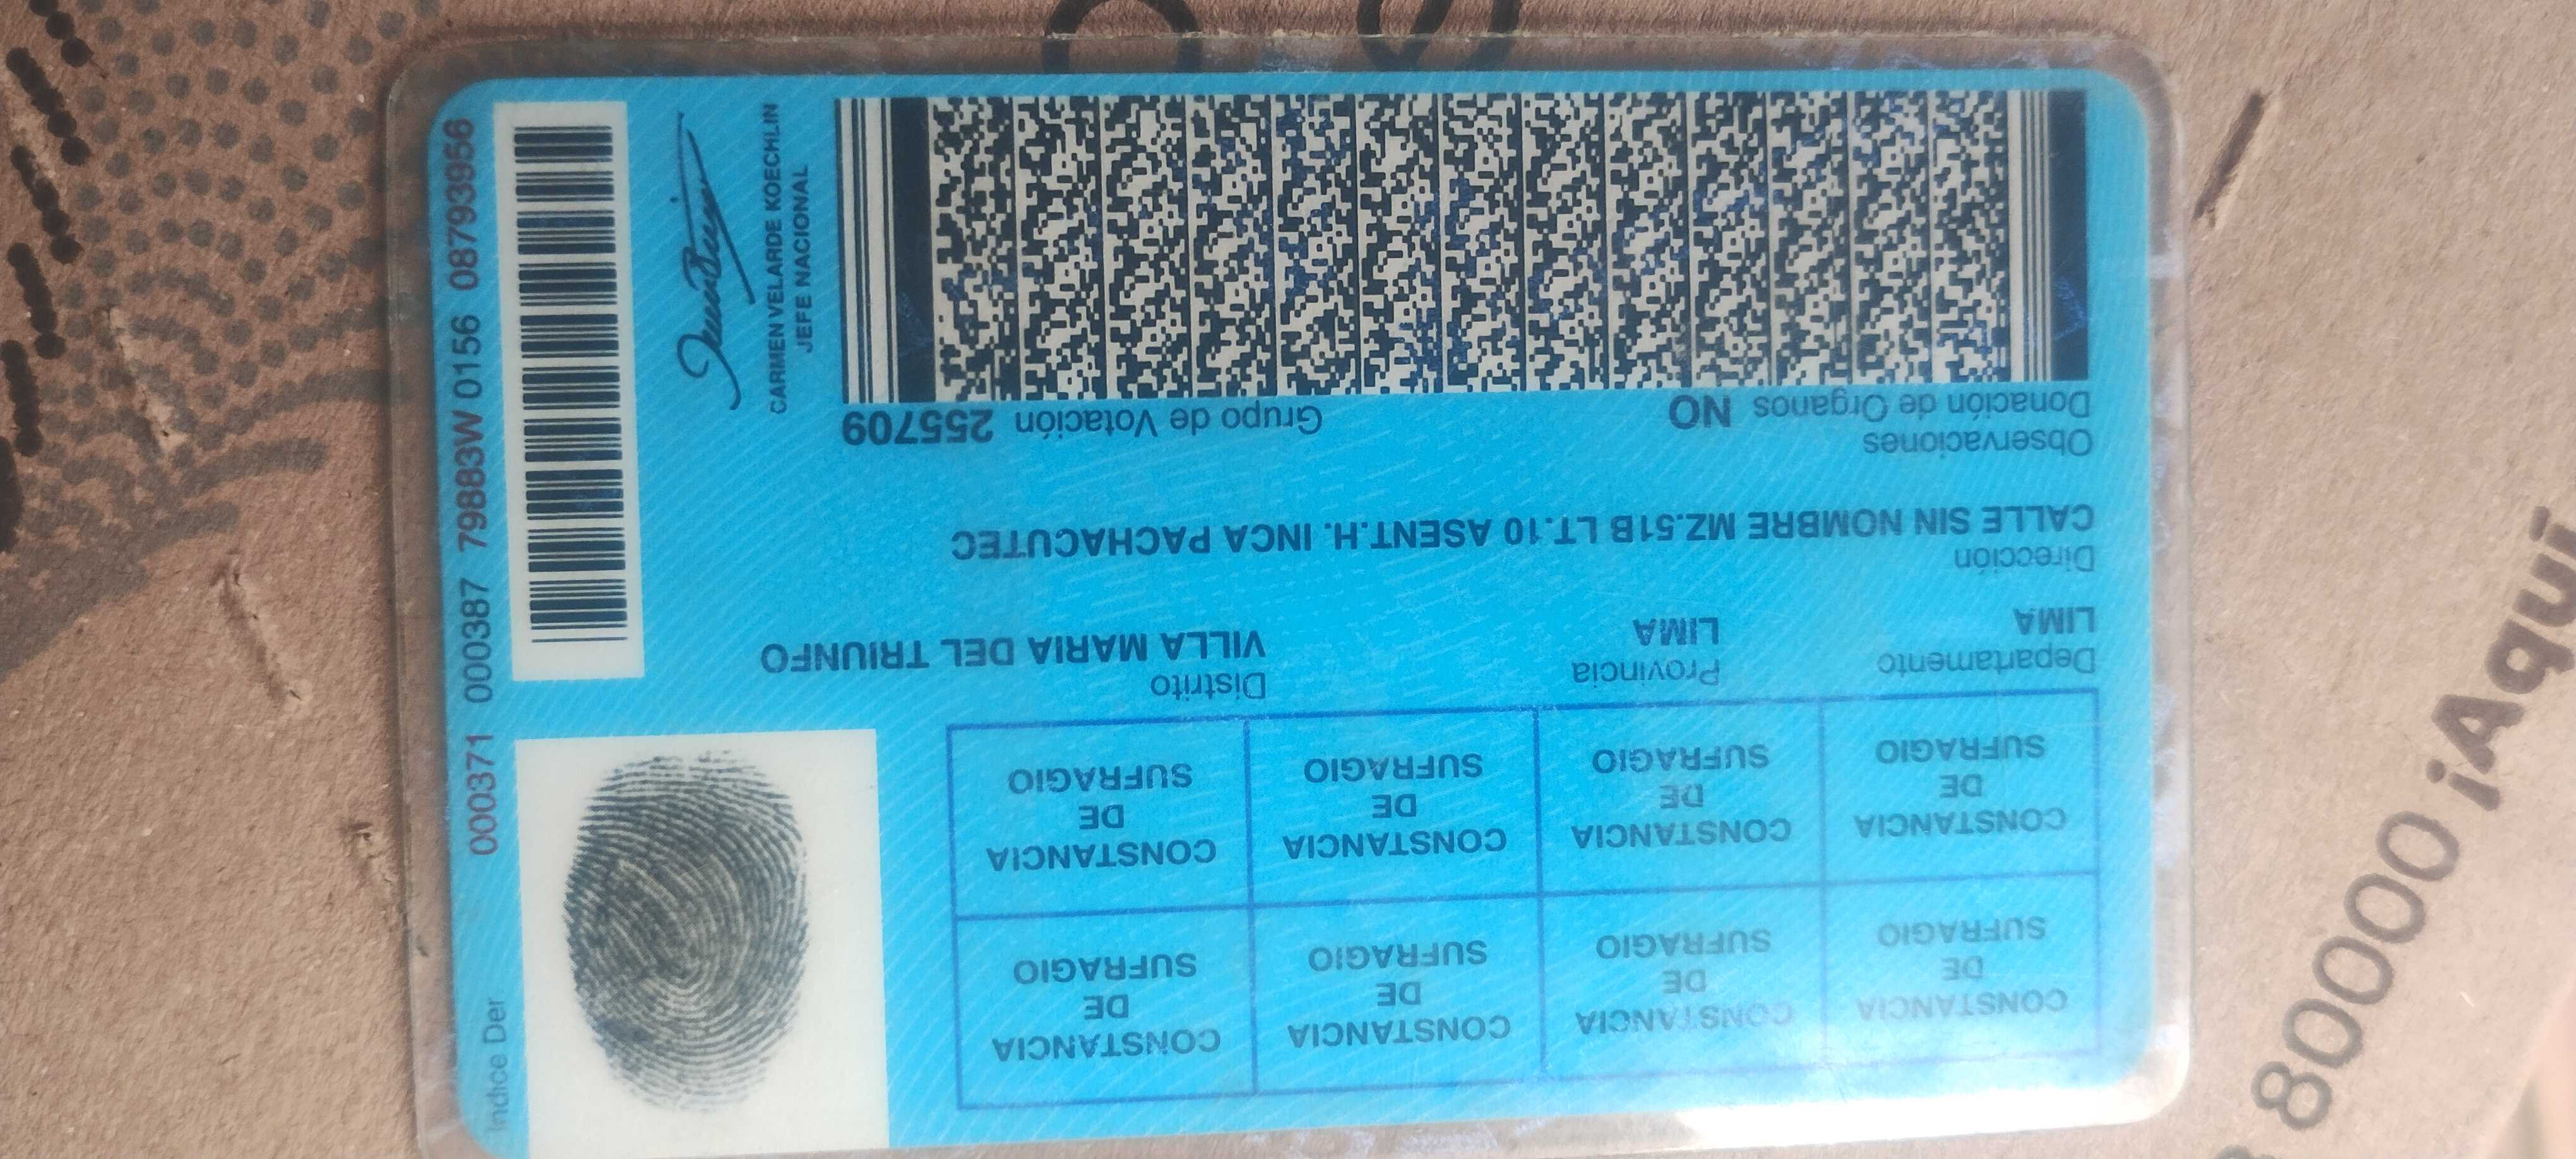 CONSTANCIA
DE
SUFRAGIO
CONSTANCIA
DE
SUFRAGIO
CONSTANCIA
DE
SUFRAGIO
CONSTANCIA
DE
SUFRAGIO
CONSTANCIA
DE
SUFRAGIO
CONSTANCIA
DE
SUFRAGIO
CONSTANCIA
DE
SUFRAGIO
CONSTANCIA
DE
SUFRAGIO
Departamento Provincia Distrito
LIMA LIMA VILLA MARIA DEL TRIUNFO
Dirección
CALLE SIN NOMBRE MZ.51B LT.10 ASENT.H. INCA PACHACUTEC
Observaciones
Donación de Organos NO Grupo de Votación 255709
Indice Der.
000371 000387 79883W 0156 08793956
CARMEN VELARDE KOECHLIN
JEFE NACIONAL
80000 ¡Aquí